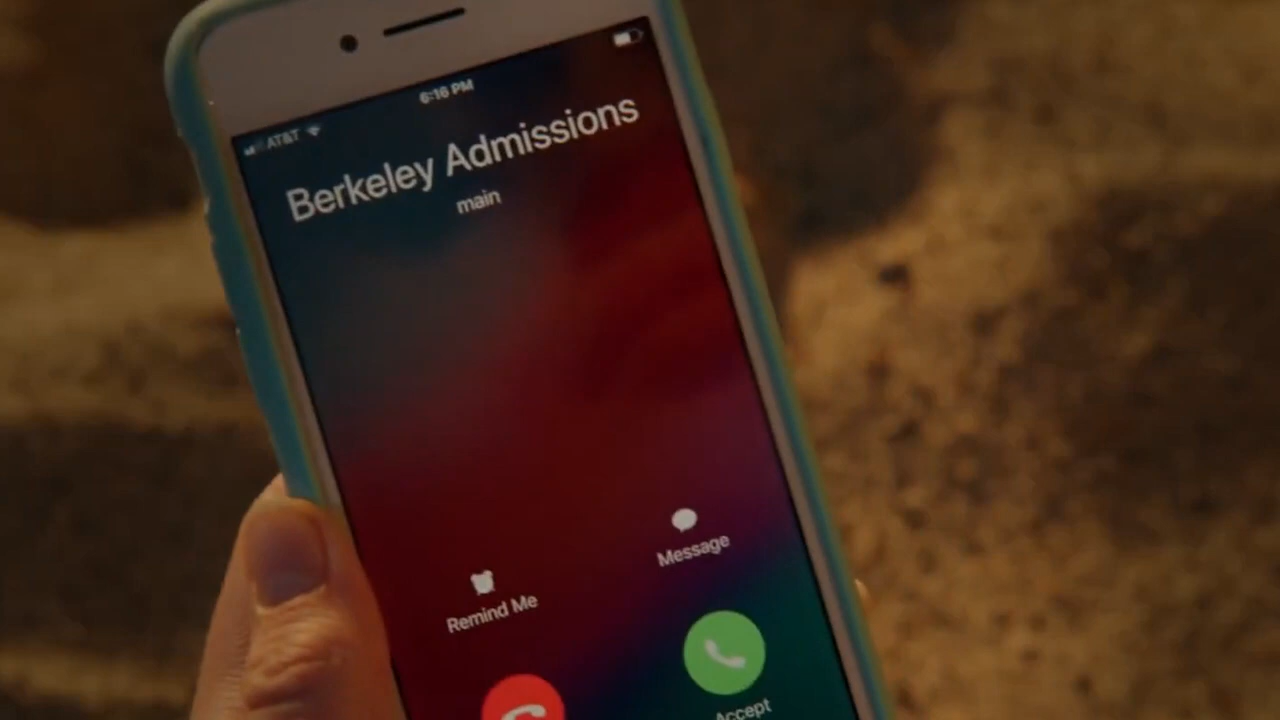 6:16 PM
AT&T
Berkeley Admissions
main
Message
Remind Me
Accept